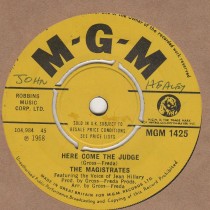 M-G-M
JOHN
HEALEY
ROBBINS
MUSIC
CORP. LTD.
45
℗ 1968
SOLD IN U.K. SUBJECT TO
RESALE PRICE CONDITIONS
SEE PRICE LISTS
MGM 1425
HERE COME THE JUDGE
(Gross—Freda)
THE MAGISTRATES
Featuring the Voice of Jean Hillery
Prod. by Gross-Freda Prods.
Arr. by Gross-Freda